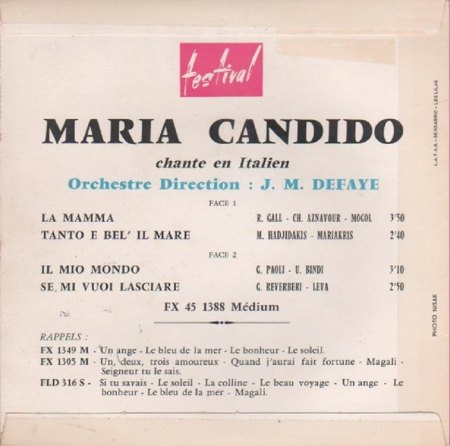 festival
MARIA CANDIDO
chante en Italien
Orchestre Direction : J. M. DEFAYE
FACE 1
LA MAMMA R. GALL - CH. AZNAVOUR - MOGOL 3'50
TANTO E BEL' IL MARE M. HADJIDAKIS - MARIAKRIS 2'40
FACE 2
IL MIO MONDO G. PAOLI - U. BINDI 3'10
SE, MI VUOI LASCIARE G. REVERBERI - LEVA 2'50
FX 45 1388 Médium
RAPPELS :
FX 1349 M - Un ange - Le bleu de la mer - Le bonheur - Le soleil.
FX 1305 M - Un, deux, trois amoureux - Quand j'aurai fait fortune - Magali -
Seigneur tu le sais.
FLD 316 S - Si tu savais - Le soleil - La colline - Le beau voyage - Un ange - Le
bonheur - Le bleu de la mer - Magali.
L.A.T.A.S. - SENSARRIC - LES LILAS
PHOTO NISAK